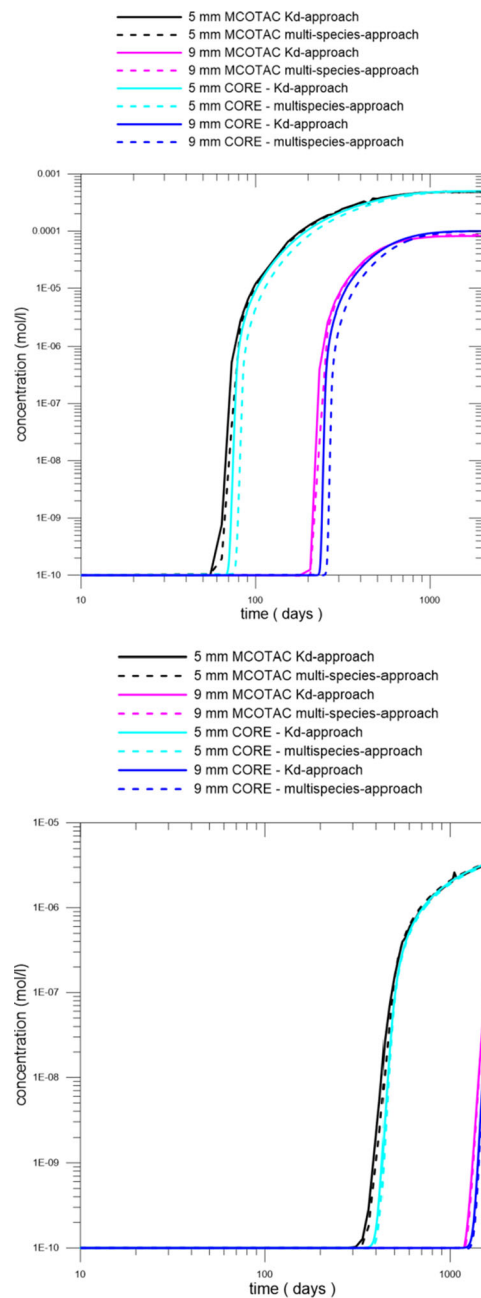 5 mm MCOTAC Kd-approach
5 mm MCOTAC multi-species-approach
9 mm MCOTAC Kd-approach
9 mm MCOTAC multi-species-approach
5 mm CORE - Kd-approach
5 mm CORE - multispecies-approach
9 mm CORE - Kd-approach
9 mm CORE - multispecies-approach
0.001
0.0001
1E-05
1E-06
1E-07
1E-08
1E-09
1E-10
concentration (mol/l)
10 100 1000
time ( days )
5 mm MCOTAC Kd-approach
5 mm MCOTAC multi-species-approach
9 mm MCOTAC Kd-approach
9 mm MCOTAC multi-species-approach
5 mm CORE - Kd-approach
5 mm CORE - multispecies-approach
9 mm CORE - Kd-approach
9 mm CORE - multispecies-approach
1E-05
1E-06
1E-07
1E-08
1E-09
1E-10
concentration (mol/l)
10 100 1000
time ( days )